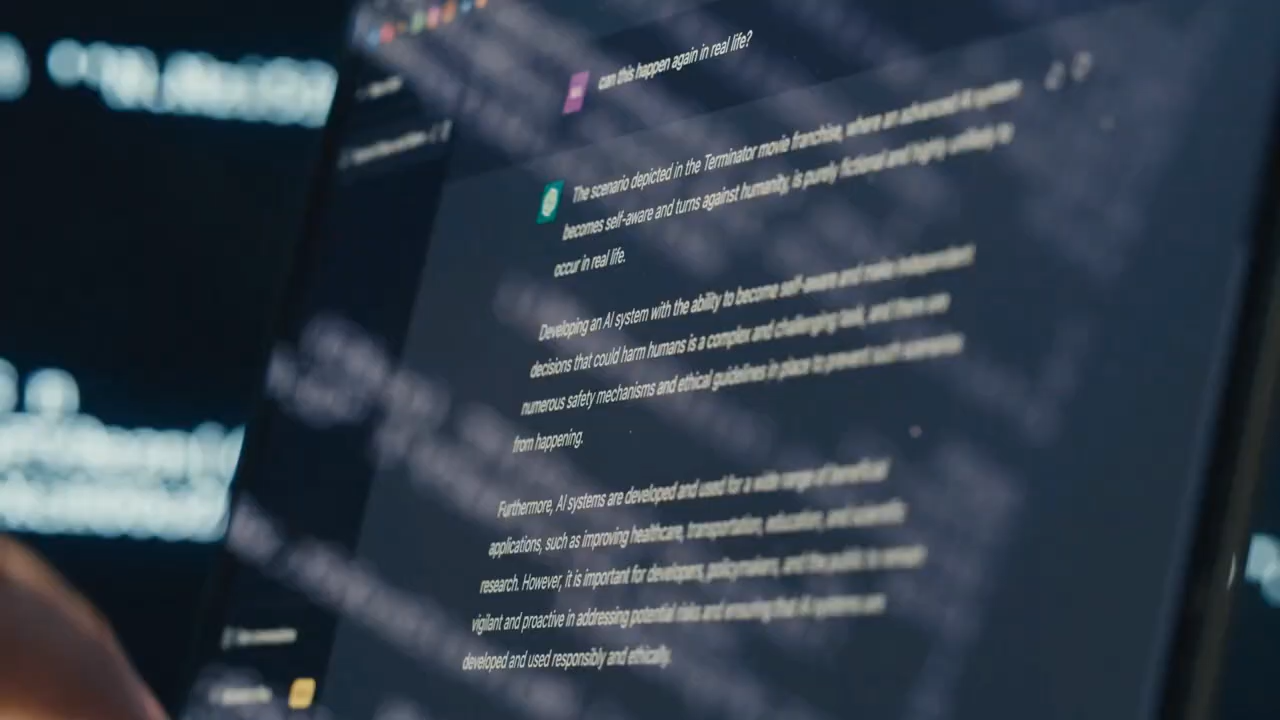 can this happen again in real life?
The scenario depicted in the Terminator movie franchise, where an advanced AI system
becomes self-aware and turns against humanity, is purely fictional and highly unlikely to
occur in real life.
Developing an AI system with the ability to become self-aware and make independent
decisions that could harm humans is a complex and challenging task, and there are
numerous safety mechanisms and ethical guidelines in place to prevent such scenarios
from happening.
Furthermore, AI systems are developed and used for a wide range of beneficial
applications, such as improving healthcare, transportation, education, and scientific
research. However, it is important for developers, policymakers, and the public to remain
vigilant and proactive in addressing potential risks and ensuring that AI systems are
developed and used responsibly and ethically.